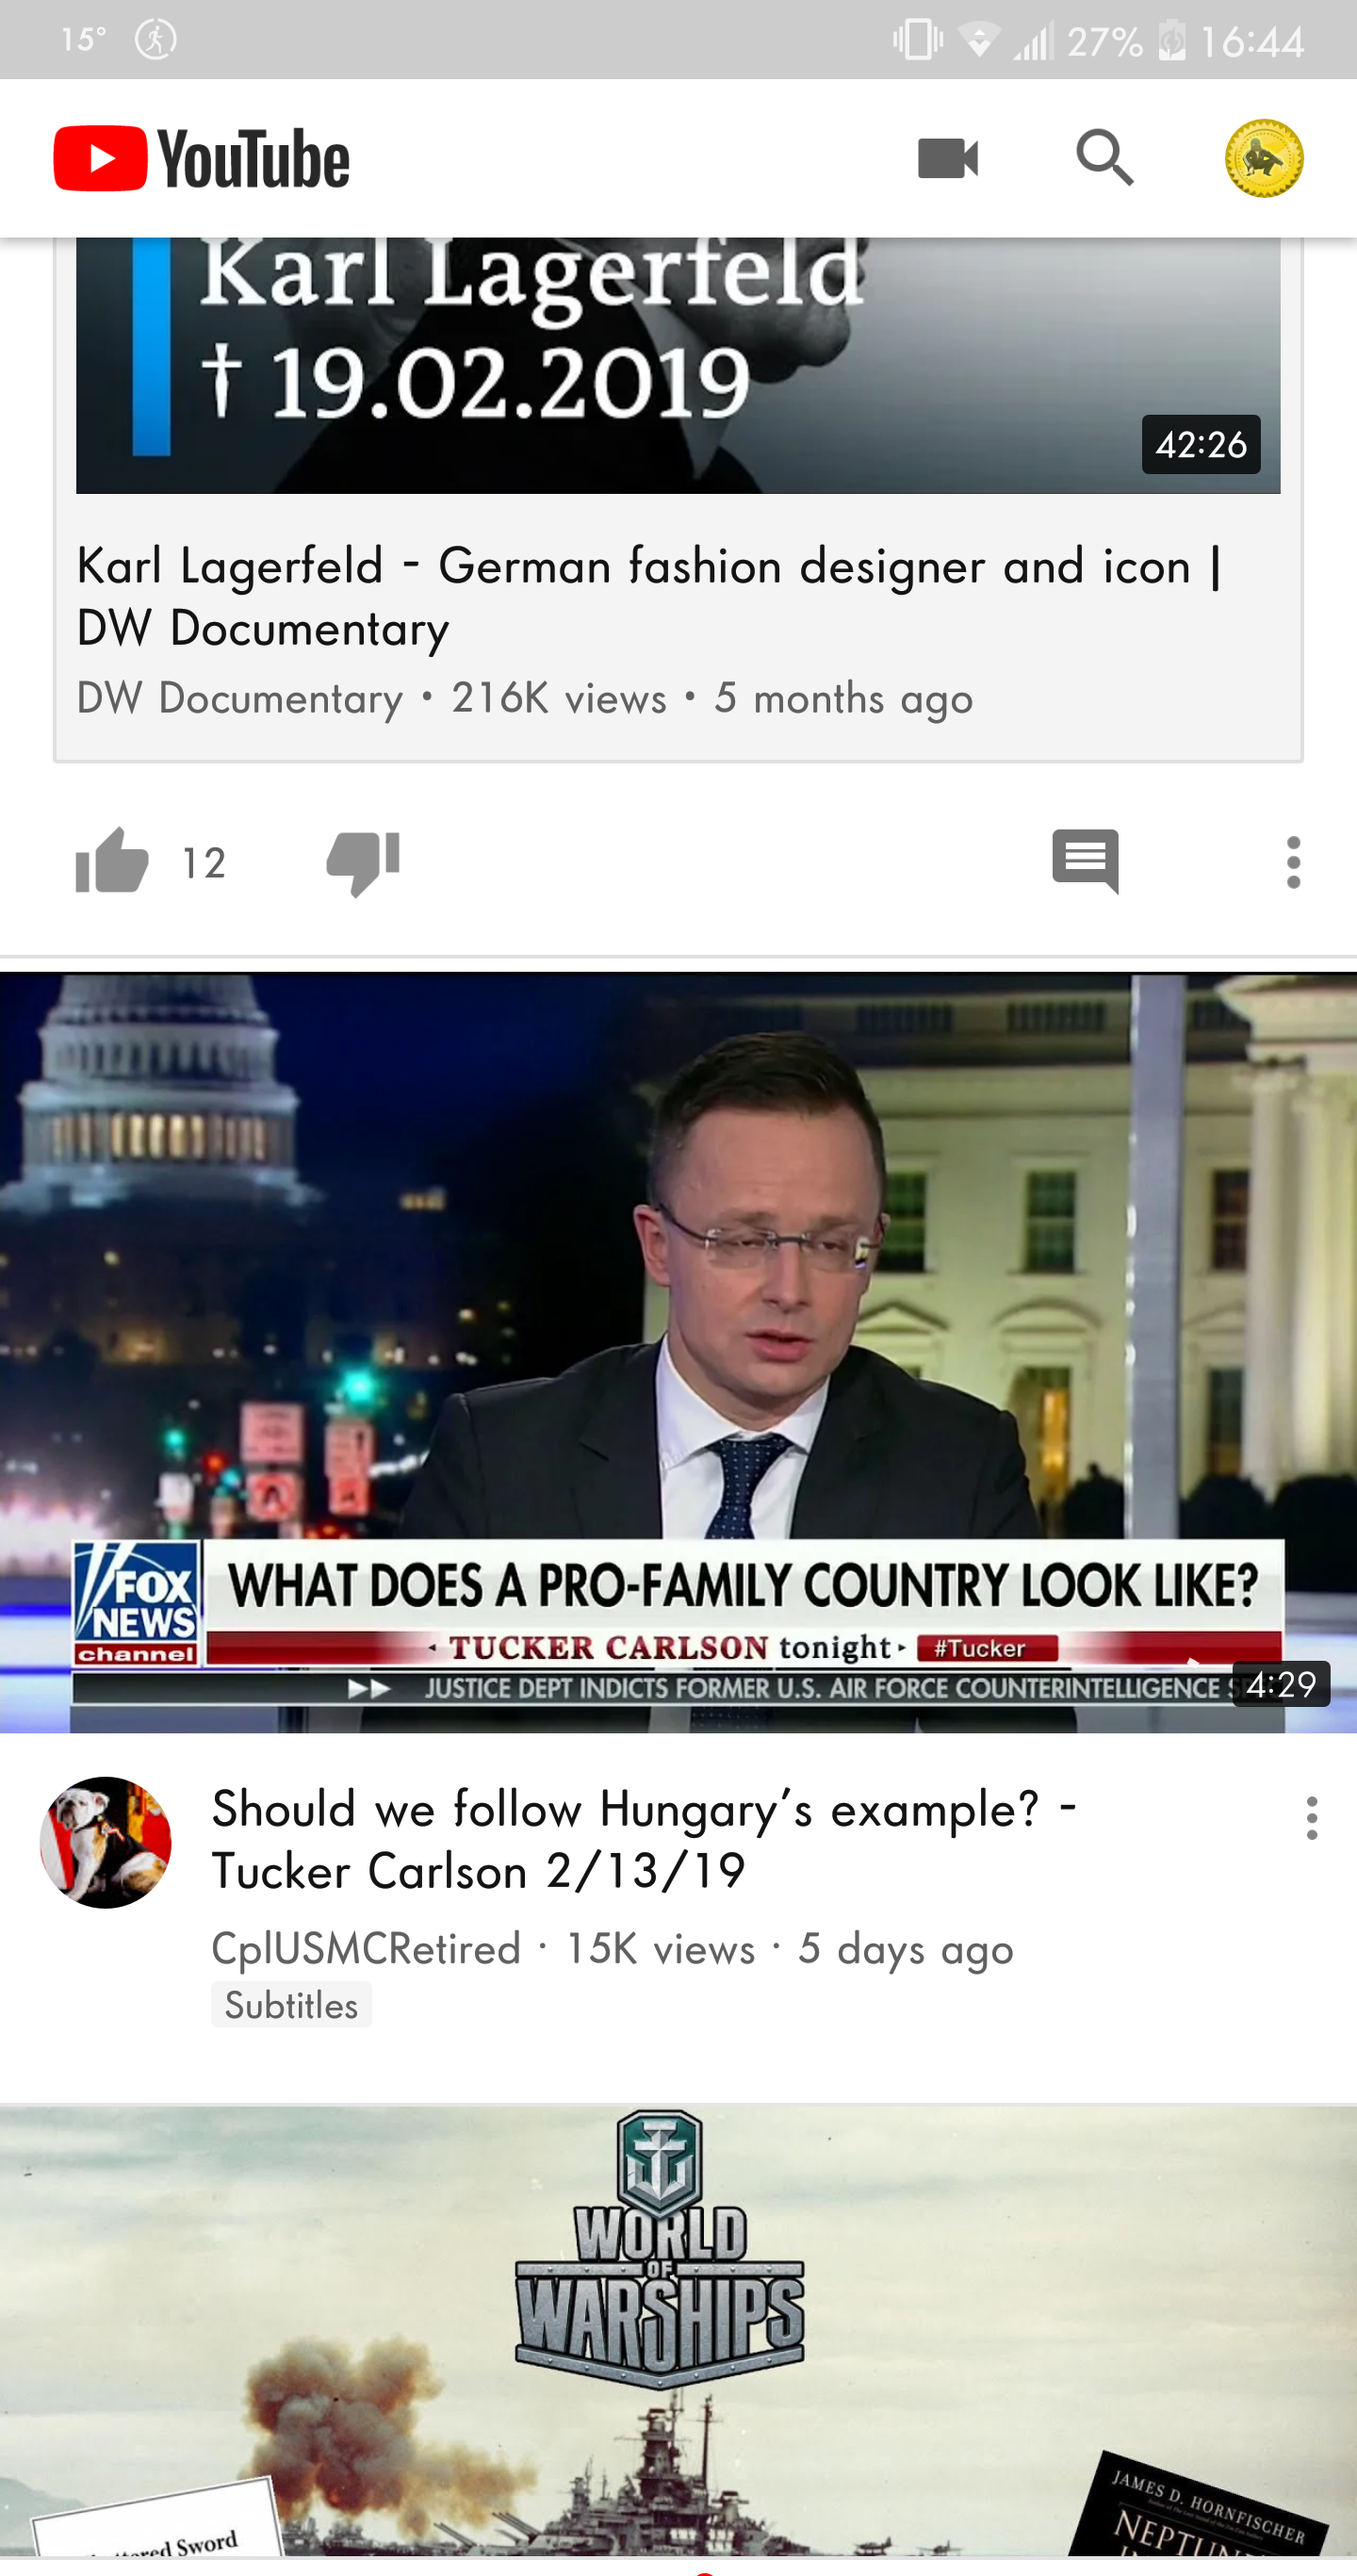 15°
27% 16:44
YouTube
Karl Lagerfeld
† 19.02.2019
42:26
Karl Lagerfeld - German fashion designer and icon |
DW Documentary
DW Documentary • 216K views • 5 months ago
12
FOX
NEWS
channel
WHAT DOES A PRO-FAMILY COUNTRY LOOK LIKE?
TUCKER CARLSON tonight #Tucker
JUSTICE DEPT INDICTS FORMER U.S. AIR FORCE COUNTERINTELLIGENCE
4:29
Should we follow Hungary’s example? -
Tucker Carlson 2/13/19
CplUSMCRetired · 15K views · 5 days ago
Subtitles
WORLD
OF
WARSHIPS
Sword
JAMES D. HORNFISCHER